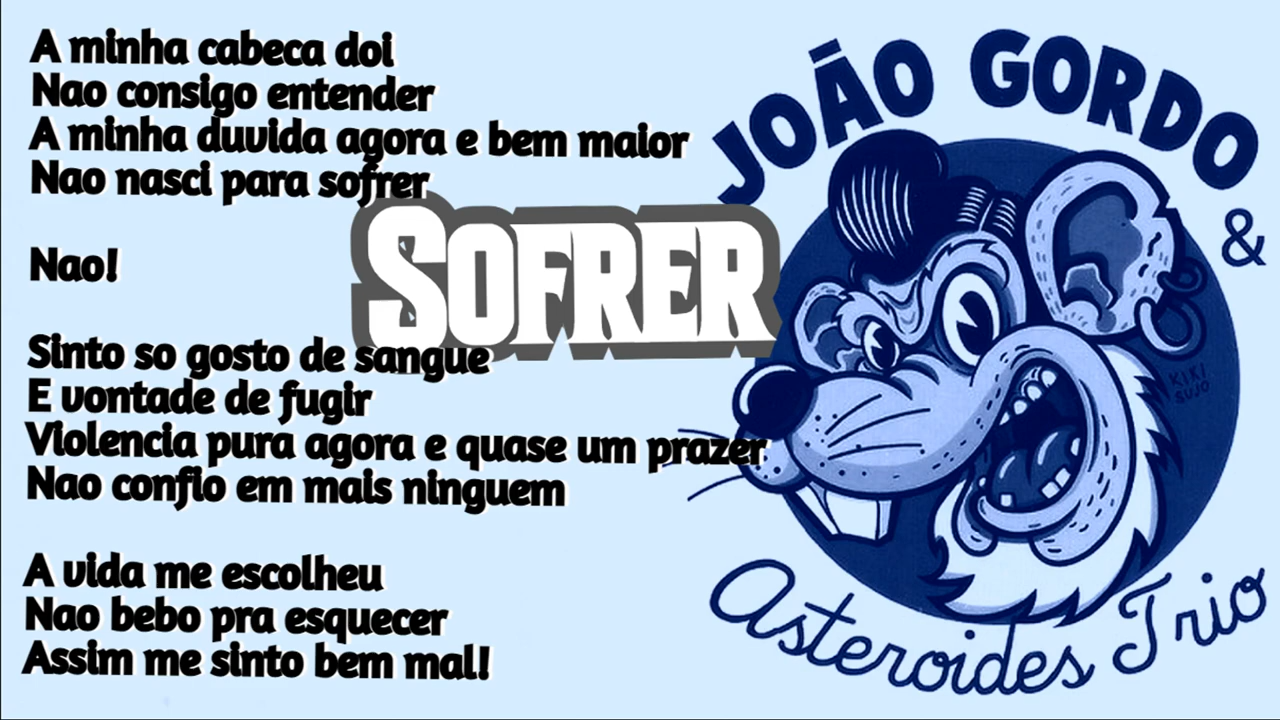 A minha cabeca doi
Nao consigo entender
A minha duvida agora e bem maior
Nao nasci para sofrer
Nao!
Sinto so gosto de sangue
E vontade de fugir
Violencia pura agora e quase um prazer
Nao confio em mais ninguem
A vida me escolheu
Nao bebo pra esquecer
Assim me sinto bem mal!
SOFRER
JOÃO GORDO
&
KIKI
SUJO
Asteroides Trio